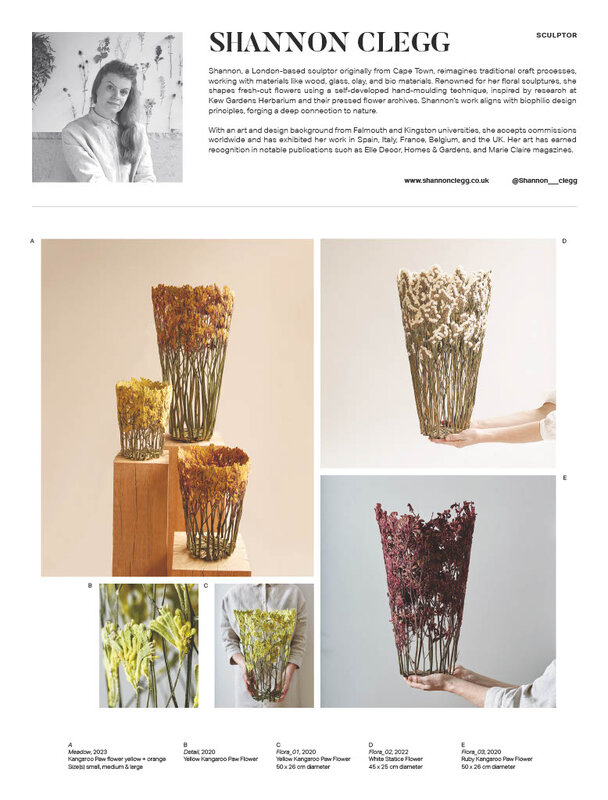 SHANNON CLEGG
SCULPTOR
Shannon, a London-based sculptor originally from Cape Town, reimagines traditional craft processes,
working with materials like wood, glass, clay, and bio materials. Renowned for her floral sculptures, she
shapes fresh-cut flowers using a self-developed hand-moulding technique, inspired by research at
Kew Gardens Herbarium and their pressed flower archives. Shannon's work aligns with biophilic design
principles, forging a deep connection to nature.
With an art and design background from Falmouth and Kingston universities, she accepts commissions
worldwide and has exhibited her work in Spain, Italy, France, Belgium, and the UK. Her art has earned
recognition in notable publications such as Elle Decor, Homes & Gardens, and Marie Claire magazines.
www.shannonclegg.co.uk @Shannon___clegg
A
D
E
B
C
A
Meadow, 2023
Kangaroo Paw flower yellow + orange
Size(s) small, medium & large
B
Detail, 2020
Yellow Kangaroo Paw Flower
C
Flora_01, 2020
Yellow Kangaroo Paw Flower
50 x 26 cm diameter
D
Flora_02, 2022
White Statice Flower
45 x 25 cm diameter
E
Flora_03, 2020
Ruby Kangaroo Paw Flower
50 x 26 cm diameter